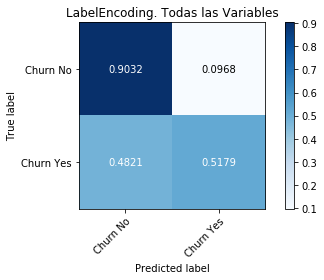 LabelEncoding. Todas las Variables
True label
Churn No
Churn Yes
0.9032
0.0968
0.4821
0.5179
Churn No
Churn Yes
Predicted label
0.9
0.8
0.7
0.6
0.5
0.4
0.3
0.2
0.1